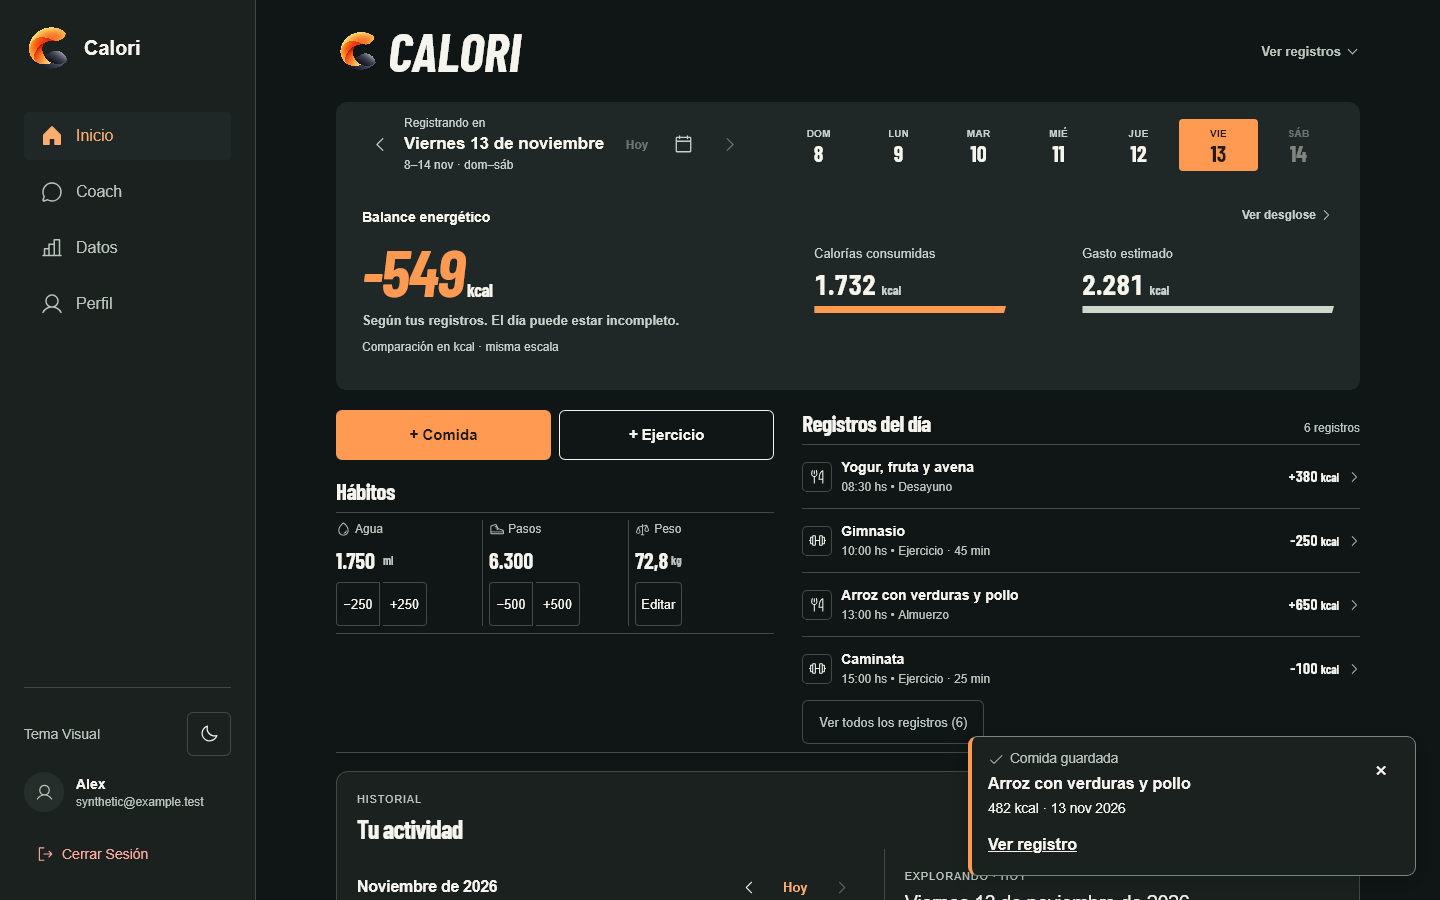 Calori
Inicio
Coach
Datos
Perfil
Tema Visual
Alex
synthetic@example.test
Cerrar Sesión
CALORI
Ver registros
Registrando en
Viernes 13 de noviembre
Hoy
8–14 nov · dom–sáb
DOM
8
LUN
9
MAR
10
MIÉ
11
JUE
12
VIE
13
SÁB
14
Balance energético
Ver desglose
-549 kcal
Según tus registros. El día puede estar incompleto.
Comparación en kcal · misma escala
Calorías consumidas
1.732 kcal
Gasto estimado
2.281 kcal
+ Comida
+ Ejercicio
Hábitos
Agua
1.750 ml
−250
+250
Pasos
6.300
−500
+500
Peso
72,8 kg
Editar
Registros del día
6 registros
Yogur, fruta y avena
08:30 hs • Desayuno
+380 kcal
Gimnasio
10:00 hs • Ejercicio · 45 min
-250 kcal
Arroz con verduras y pollo
13:00 hs • Almuerzo
+650 kcal
Caminata
15:00 hs • Ejercicio · 25 min
-100 kcal
Ver todos los registros (6)
HISTORIAL
Tu actividad
Noviembre de 2026
Hoy
Comida guardada
Arroz con verduras y pollo
482 kcal · 13 nov 2026
Ver registro
EXPLORANDO · HOY
Viernes 13 de noviembre de 2026